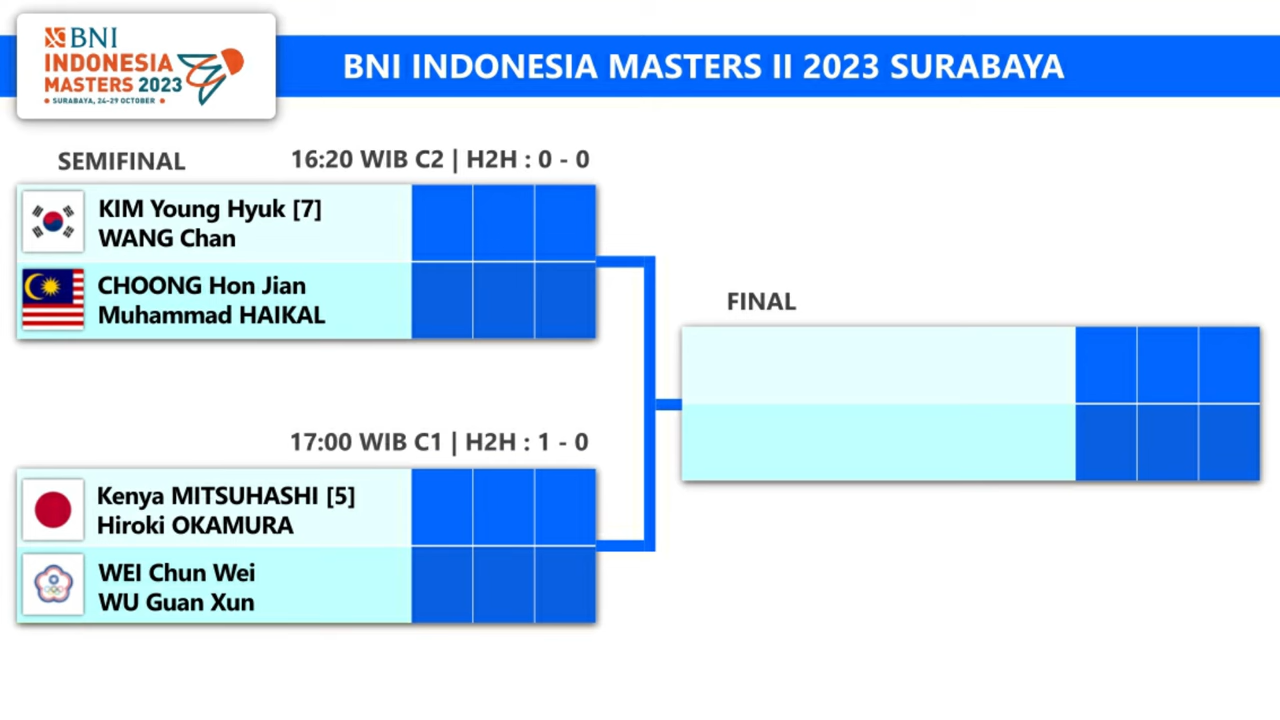 BNI
INDONESIA
MASTERS 2023
• SURABAYA, 24-29 OCTOBER •
BNI INDONESIA MASTERS II 2023 SURABAYA
SEMIFINAL
16:20 WIB C2 | H2H : 0 - 0
KIM Young Hyuk [7]
WANG Chan
CHOONG Hon Jian
Muhammad HAIKAL
FINAL
17:00 WIB C1 | H2H : 1 - 0
Kenya MITSUHASHI [5]
Hiroki OKAMURA
WEI Chun Wei
WU Guan Xun